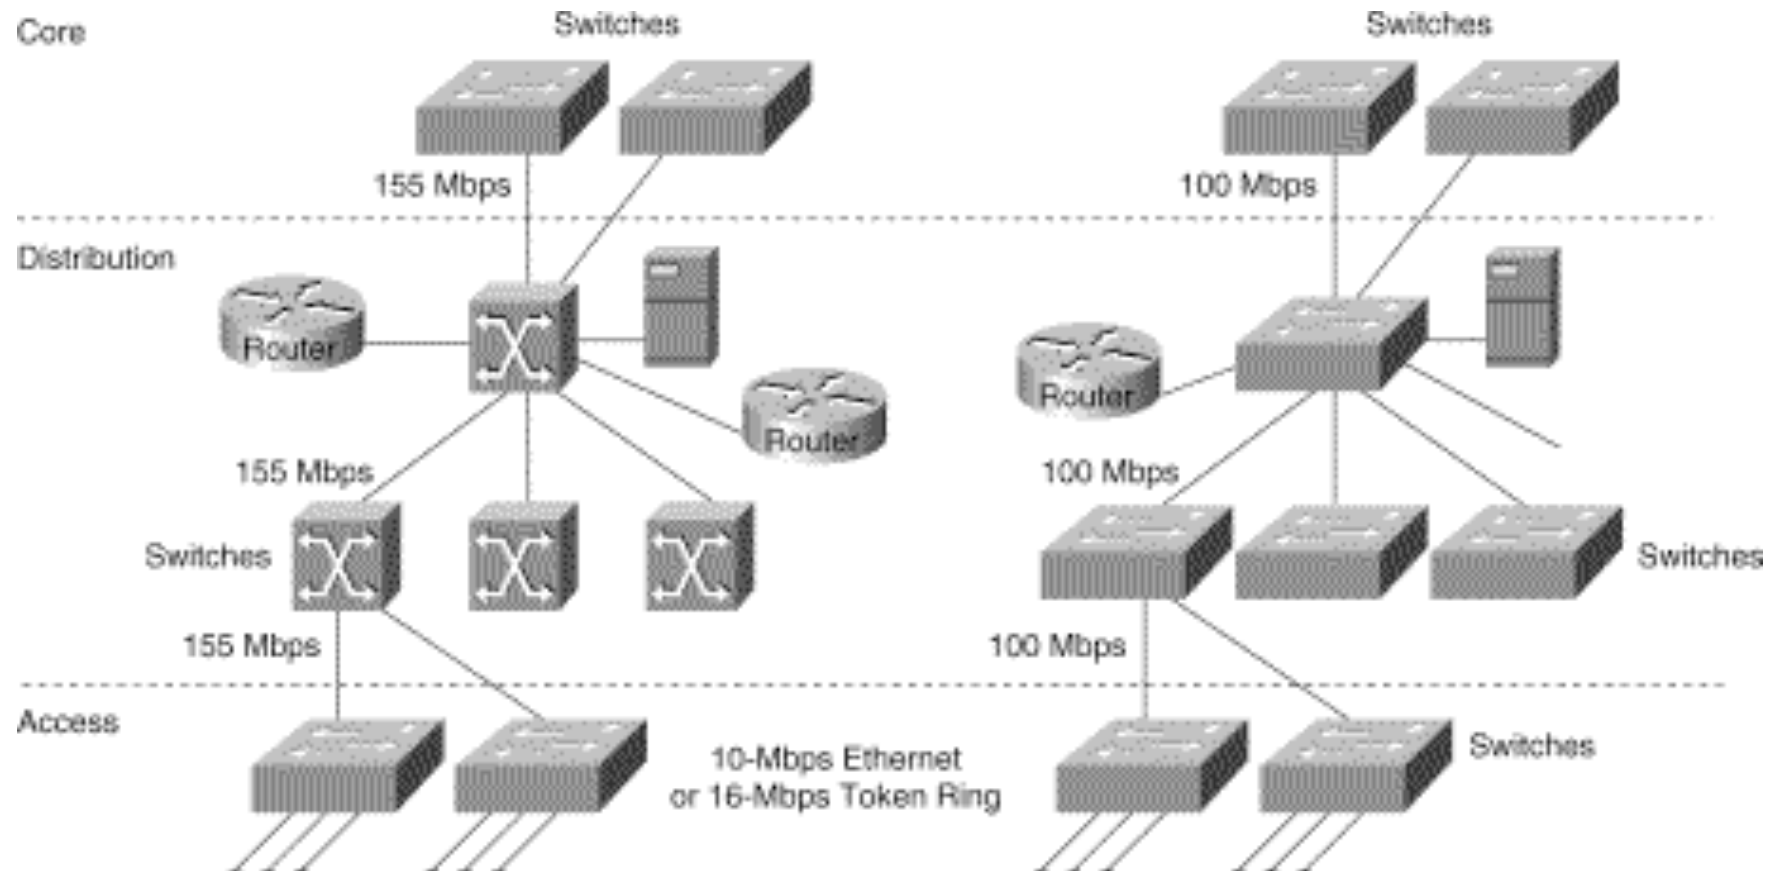 Core
Switches
Switches
155 Mbps
100 Mbps
Distribution
Router
Router
Router
155 Mbps
100 Mbps
Switches
Switches
155 Mbps
100 Mbps
Access
10-Mbps Ethernet
or 16-Mbps Token Ring
Switches